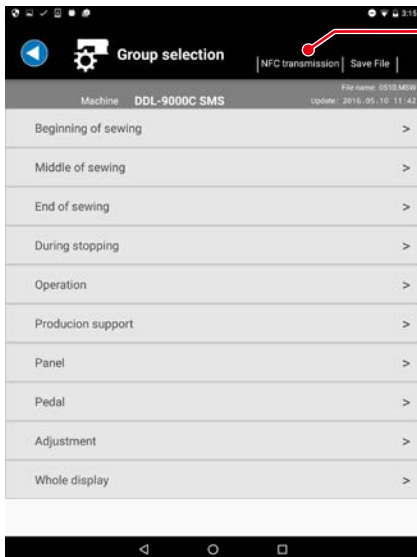 3:15
Group selection
NFC transmission
Save File
Machine DDL-9000C SMS
File name: 0510.MSW
Update: 2016.05.10 11:42
Beginning of sewing >
Middle of sewing >
End of sewing >
During stopping >
Operation >
Producion support >
Panel >
Pedal >
Adjustment >
Whole display >